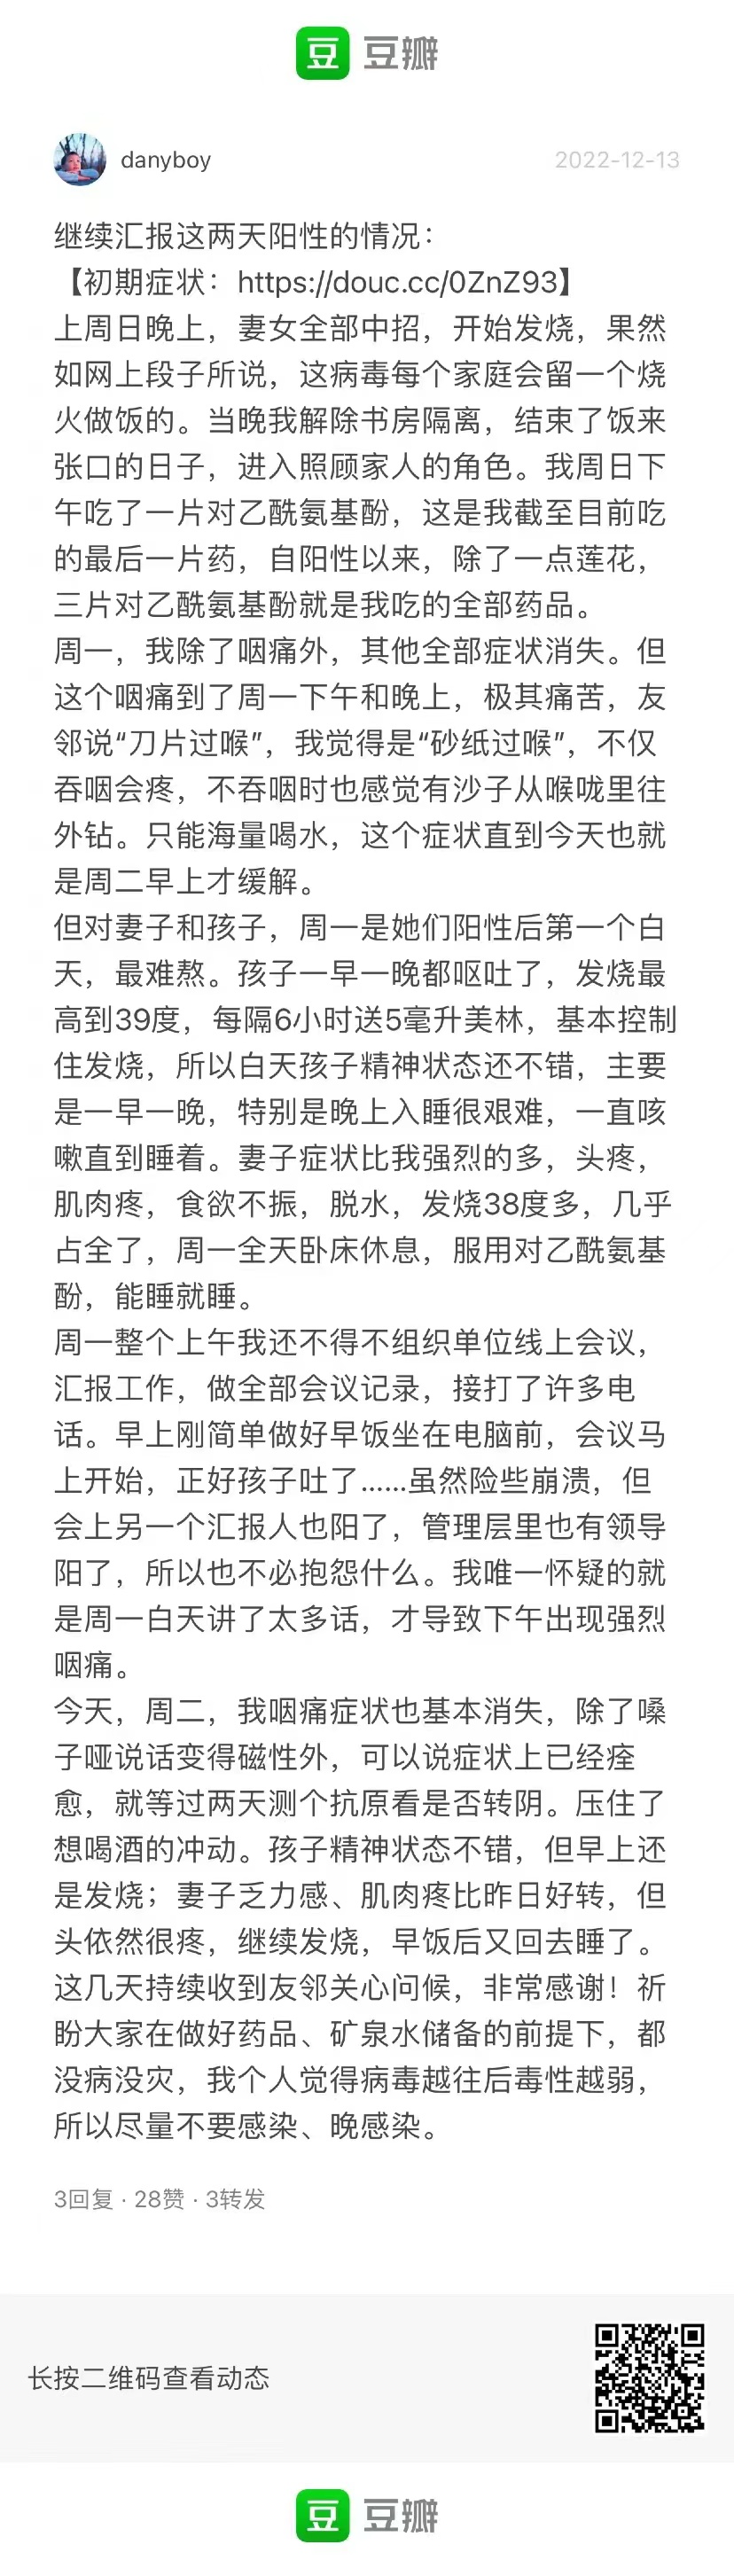 豆 豆瓣
danyboy 2022-12-13
继续汇报这两天阳性的情况：
【初期症状：https://douc.cc/0ZnZ93】
上周日晚上，妻女全部中招，开始发烧，果然
如网上段子所说，这病毒每个家庭会留一个烧
火做饭的。当晚我解除书房隔离，结束了饭来
张口的日子，进入照顾家人的角色。我周日下
午吃了一片对乙酰氨基酚，这是我截至目前吃
的最后一片药，自阳性以来，除了一点莲花，
三片对乙酰氨基酚就是我吃的全部药品。
周一，我除了咽痛外，其他全部症状消失。但
这个咽痛到了周一下午和晚上，极其痛苦，友
邻说“刀片过喉”，我觉得是“砂纸过喉”，不仅
吞咽会疼，不吞咽时也感觉有沙子从喉咙里往
外钻。只能海量喝水，这个症状直到今天也就
是周二早上才缓解。
但对妻子和孩子，周一是她们阳性后第一个白
天，最难熬。孩子一早一晚都呕吐了，发烧最
高到39度，每隔6小时送5毫升美林，基本控制
住发烧，所以白天孩子精神状态还不错，主要
是一早一晚，特别是晚上入睡很艰难，一直咳
嗽直到睡着。妻子症状比我强烈的多，头疼，
肌肉疼，食欲不振，脱水，发烧38度多，几乎
占全了，周一全天卧床休息，服用对乙酰氨基
酚，能睡就睡。
周一整个上午我还不得不组织单位线上会议，
汇报工作，做全部会议记录，接打了许多电
话。早上刚简单做好早饭坐在电脑前，会议马
上开始，正好孩子吐了……虽然险些崩溃，但
会上另一个汇报人也阳了，管理层里也有领导
阳了，所以也不必抱怨什么。我唯一怀疑的就
是周一白天讲了太多话，才导致下午出现强烈
咽痛。
今天，周二，我咽痛症状也基本消失，除了嗓
子哑说话变得磁性外，可以说症状上已经痊
愈，就等过两天测个抗原看是否转阴。压住了
想喝酒的冲动。孩子精神状态不错，但早上还
是发烧；妻子乏力感、肌肉疼比昨日好转，但
头依然很疼，继续发烧，早饭后又回去睡了。
这几天持续收到友邻关心问候，非常感谢！祈
盼大家在做好药品、矿泉水储备的前提下，都
没病没灾，我个人觉得病毒越往后毒性越弱，
所以尽量不要感染、晚感染。
3回复 · 28赞 · 3转发
长按二维码查看动态
豆 豆瓣